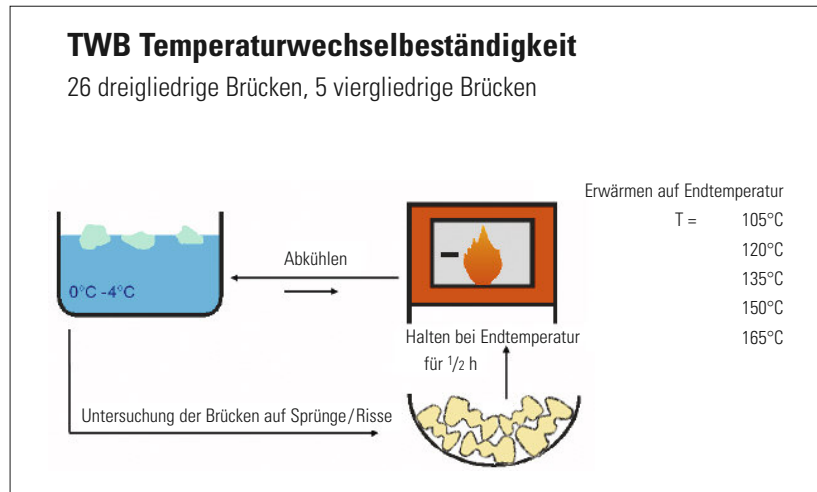 TWB Temperaturwechselbeständigkeit
26 dreigliedrige Brücken, 5 viergliedrige Brücken
Erwärmen auf Endtemperatur
T = 105°C
120°C
135°C
150°C
165°C
Abkühlen
0°C -4°C
Halten bei Endtemperatur
für 1/2 h
Untersuchung der Brücken auf Sprünge/Risse